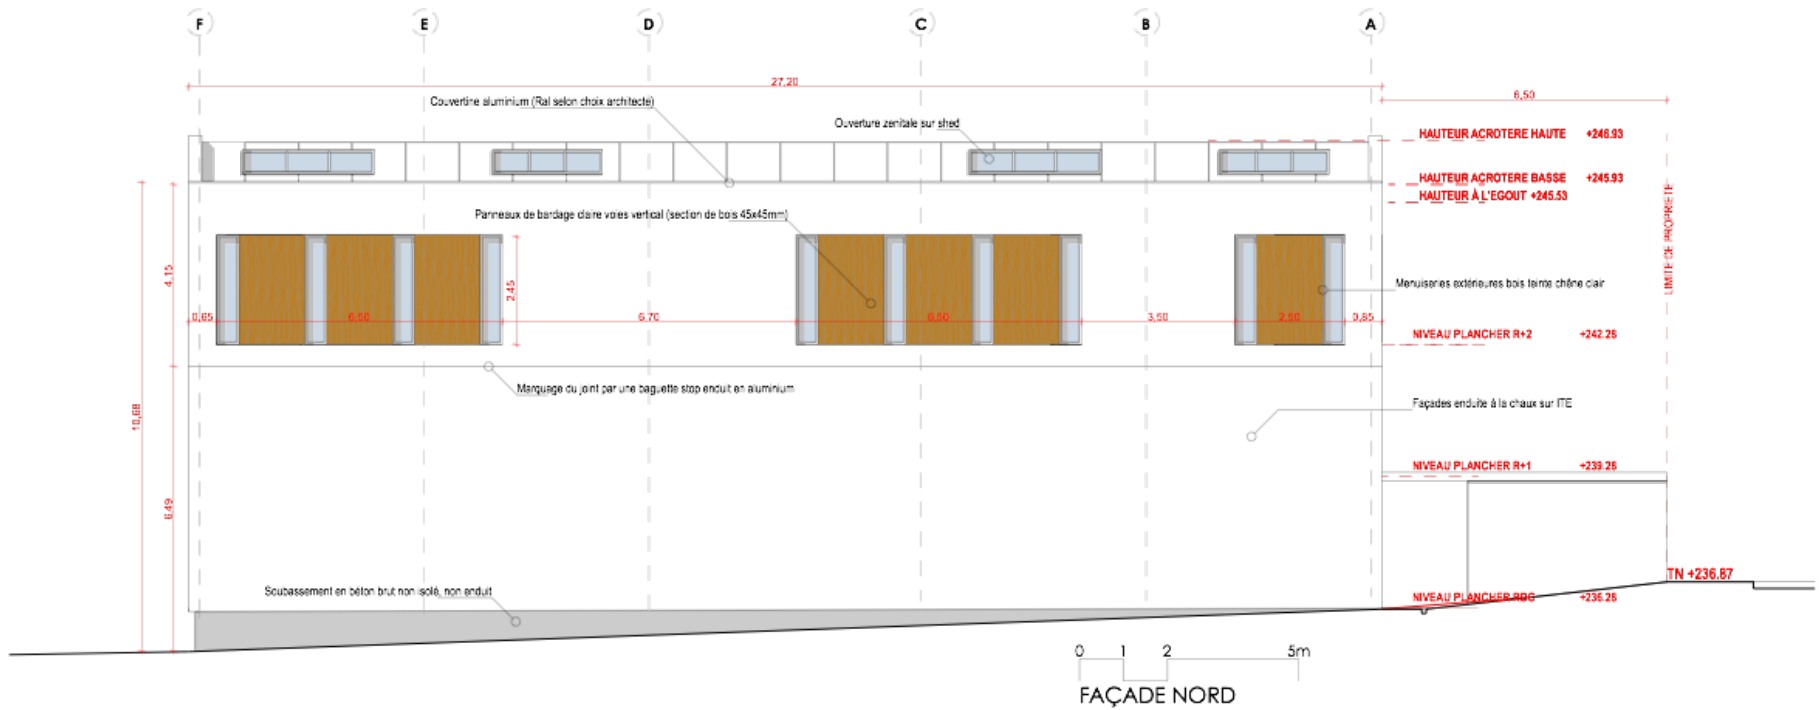 F E D C B A
27,20
6,50
Couvertine aluminium (Ral selon choix architecte)
Ouverture zenitale sur shed
HAUTEUR ACROTERE HAUTE +246.93
HAUTEUR ACROTERE BASSE +245.93
HAUTEUR À L'EGOUT +245.53
LIMITE DE PROPRIETE
Panneaux de bardage claire voies vertical (section de bois 45x45mm)
4,15
2,45
Menuiseries extérieures bois teinte chêne clair
0,65 6,50 6,70 6,50 3,50 2,50 0,85
NIVEAU PLANCHER R+2 +242.26
Marquage du joint par une baguette stop enduit en aluminium
10,68
Façades enduite à la chaux sur ITE
NIVEAU PLANCHER R+1 +239.26
6,49
TN +236.87
Soubassement en béton brut non isolé, non enduit
NIVEAU PLANCHER RDC +236.26
0 1 2 5m
FAÇADE NORD